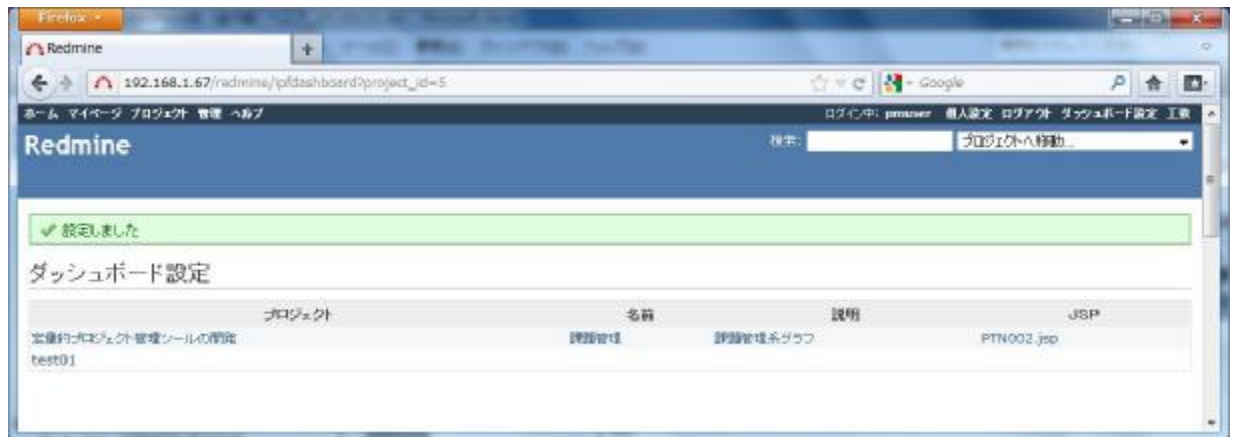 Firefox
Redmine
192.168.1.67/redmine/ipfdashboard?project_id=5
Google
ホーム マイページ プロジェクト 管理 ヘルプ
ログイン中: pmuser 個人設定 ログアウト ダッシュボード設定 工数
Redmine
検索:
プロジェクトへ移動...
設定しました
ダッシュボード設定
プロジェクト 名前 説明 JSP
定量的プロジェクト管理ツールの開発 課題管理 課題管理系グラフ PTN002.jsp
test01